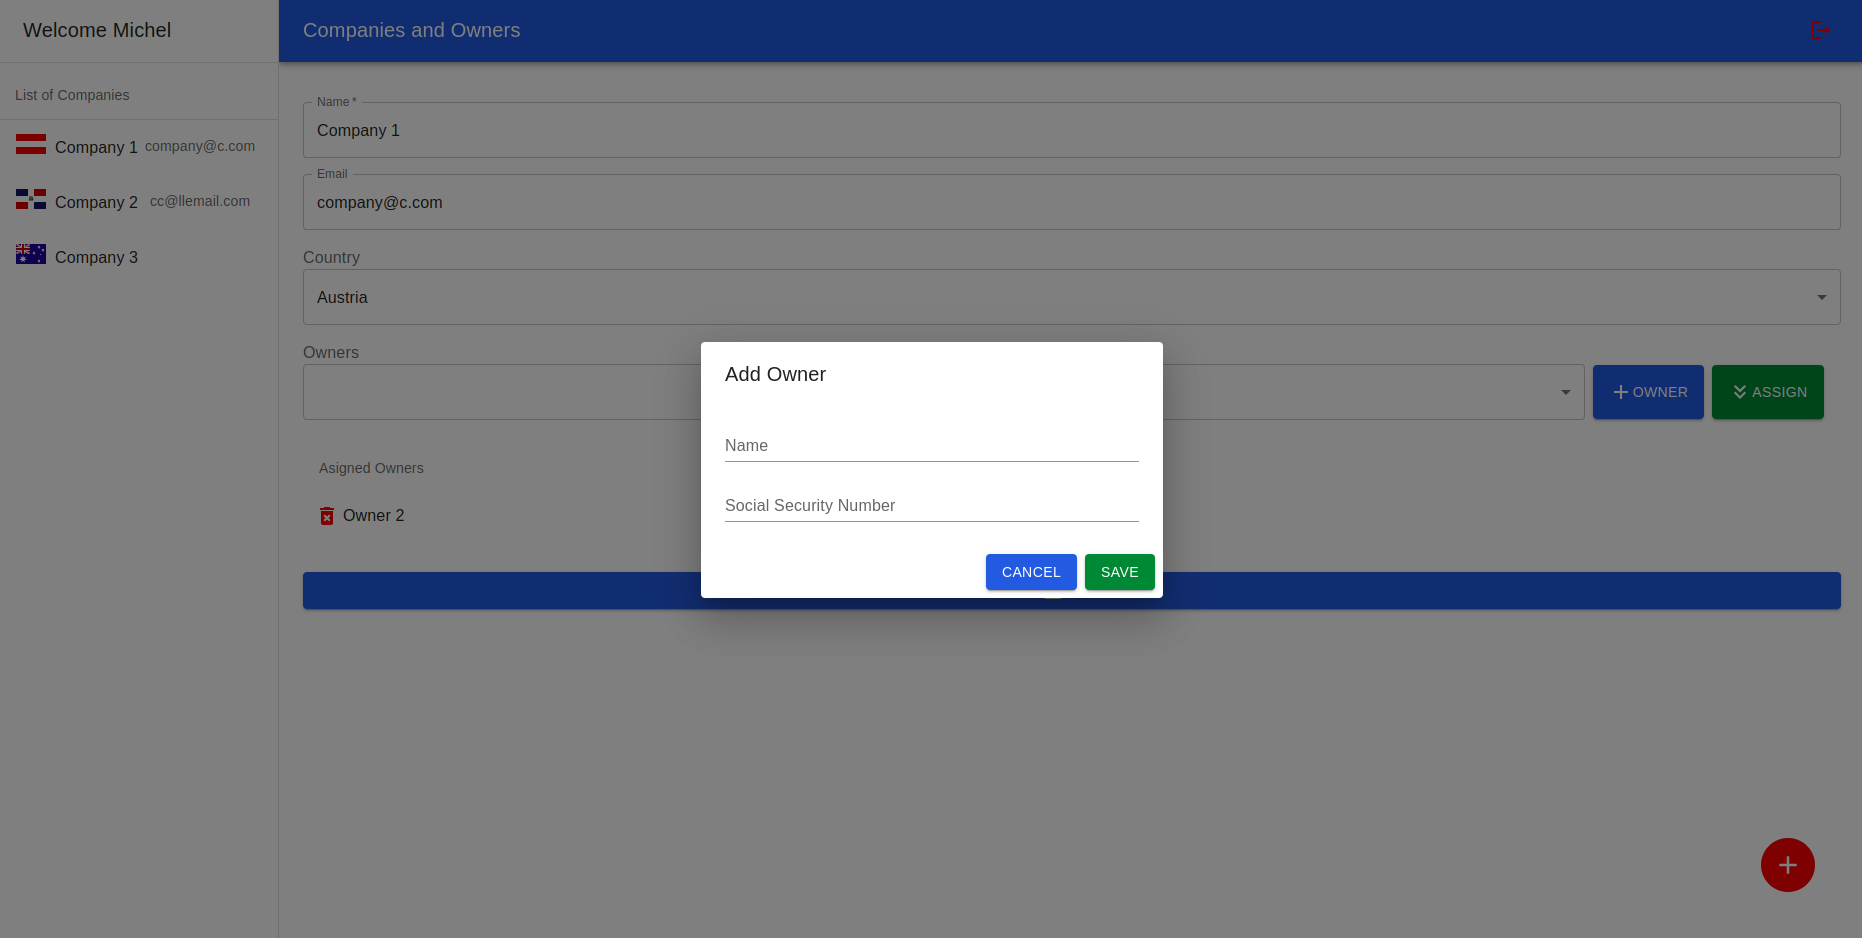 Welcome Michel
Companies and Owners
List of Companies
Company 1 company@c.com
Company 2 cc@llemail.com
Company 3
Name *
Company 1
Email
company@c.com
Country
Austria
Owners
OWNER
ASSIGN
Asigned Owners
Owner 2
Add Owner
Name
Social Security Number
CANCEL
SAVE